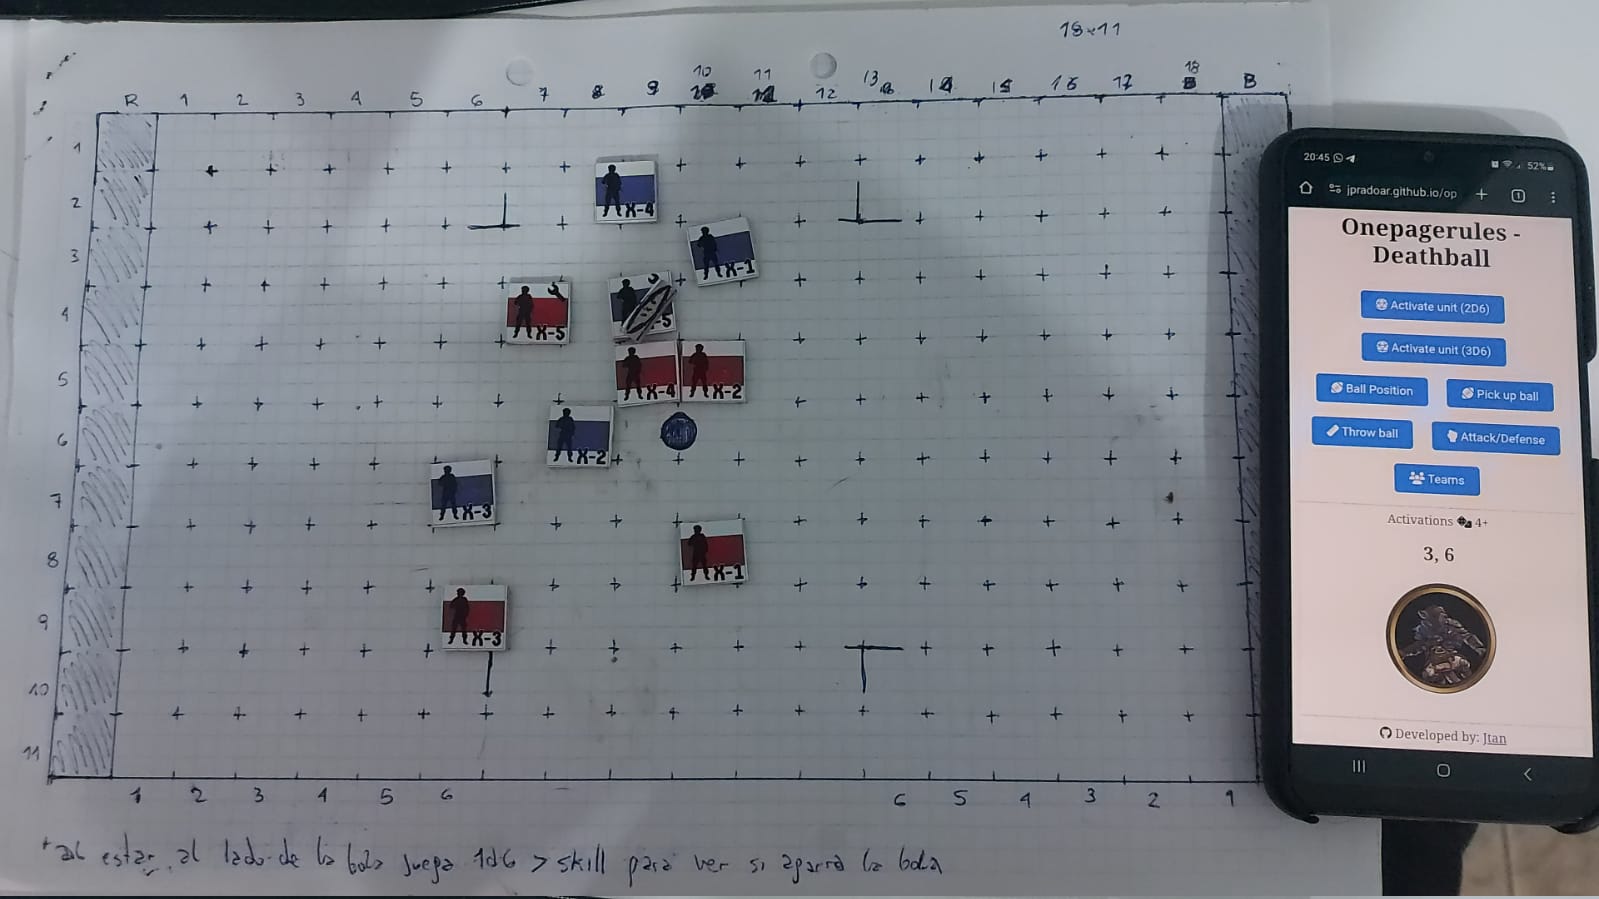 18x11
R 1 2 3 4 5 6 7 8 9 10 11 12 13 14 15 16 17 18 B
1
2
3
4
5
6
7
8
9
10
11
X-4
X-1
X-5
-5
X-4
X-2
X-2
X-3
X-1
X-3
1 2 3 4 5 6 6 5 4 3 2 1
*al estar al lado de la bola juega 1d6 > skill para ver si agarra la bola
20:45 52%
jpradoar.github.io/op 1
Onepagerules -
Deathball
Activate unit (2D6)
Activate unit (3D6)
Ball Position Pick up ball
Throw ball Attack/Defense
Teams
Activations 4+
3, 6
Developed by: Jtan